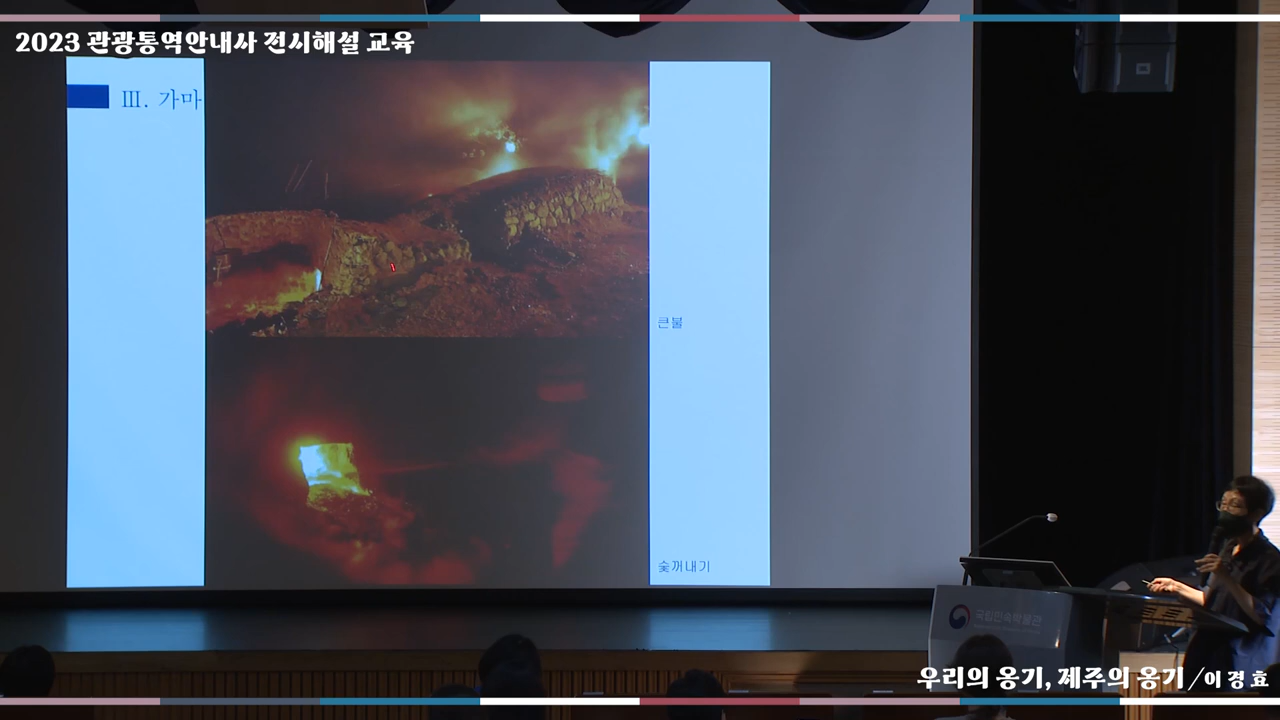 2023 관광통역안내사 전시해설 교육
Ⅲ. 가마
큰불
숯꺼내기
국립민속박물관
우리의 옹기, 제주의 옹기 / 이경효